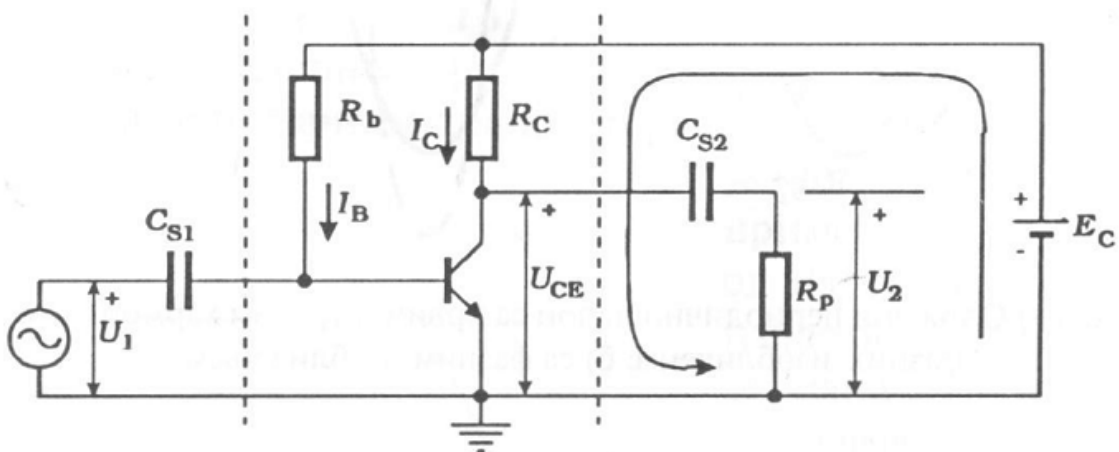 R_b
I_C
R_C
C_S2
I_B
C_S1
+
+
+
+
-
E_C
U_1
U_CE
R_p
U_2